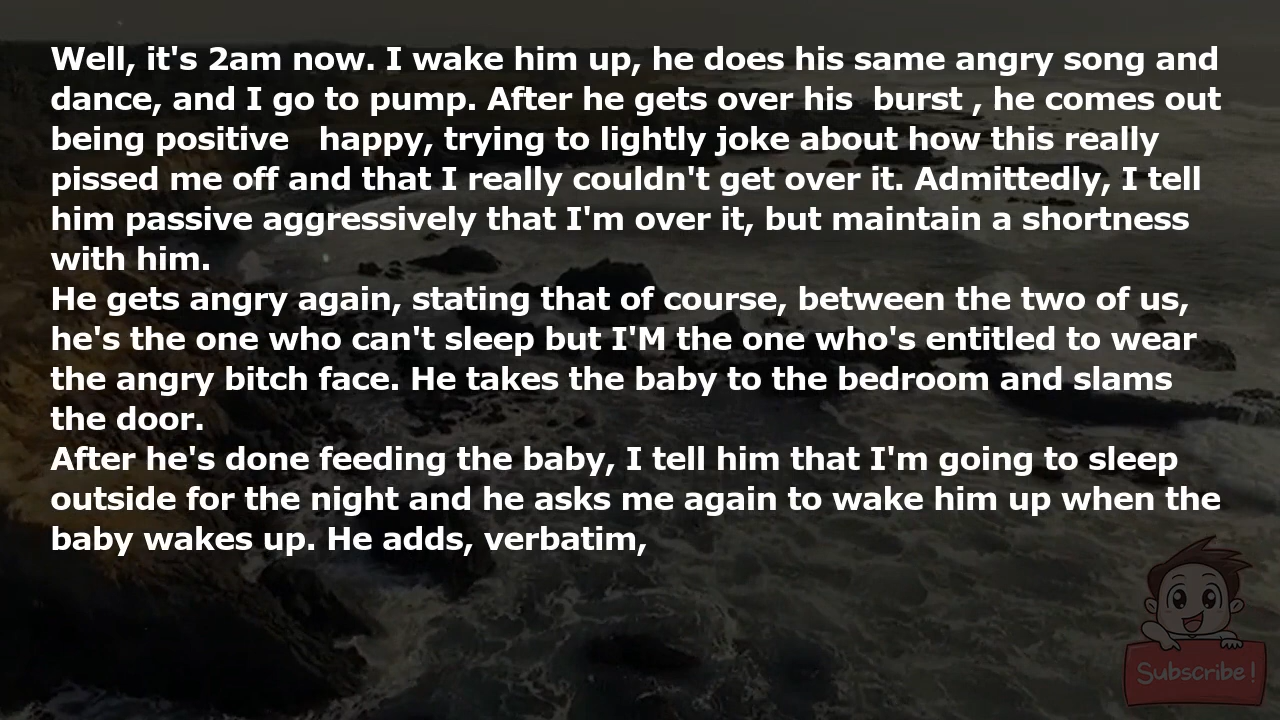 Well, it's 2am now. I wake him up, he does his same angry song and
dance, and I go to pump. After he gets over his  burst , he comes out
being positive   happy, trying to lightly joke about how this really
pissed me off and that I really couldn't get over it. Admittedly, I tell
him passive aggressively that I'm over it, but maintain a shortness
with him.
He gets angry again, stating that of course, between the two of us,
he's the one who can't sleep but I'M the one who's entitled to wear
the angry bitch face. He takes the baby to the bedroom and slams
the door.
After he's done feeding the baby, I tell him that I'm going to sleep
outside for the night and he asks me again to wake him up when the
baby wakes up. He adds, verbatim,
Subscribe!